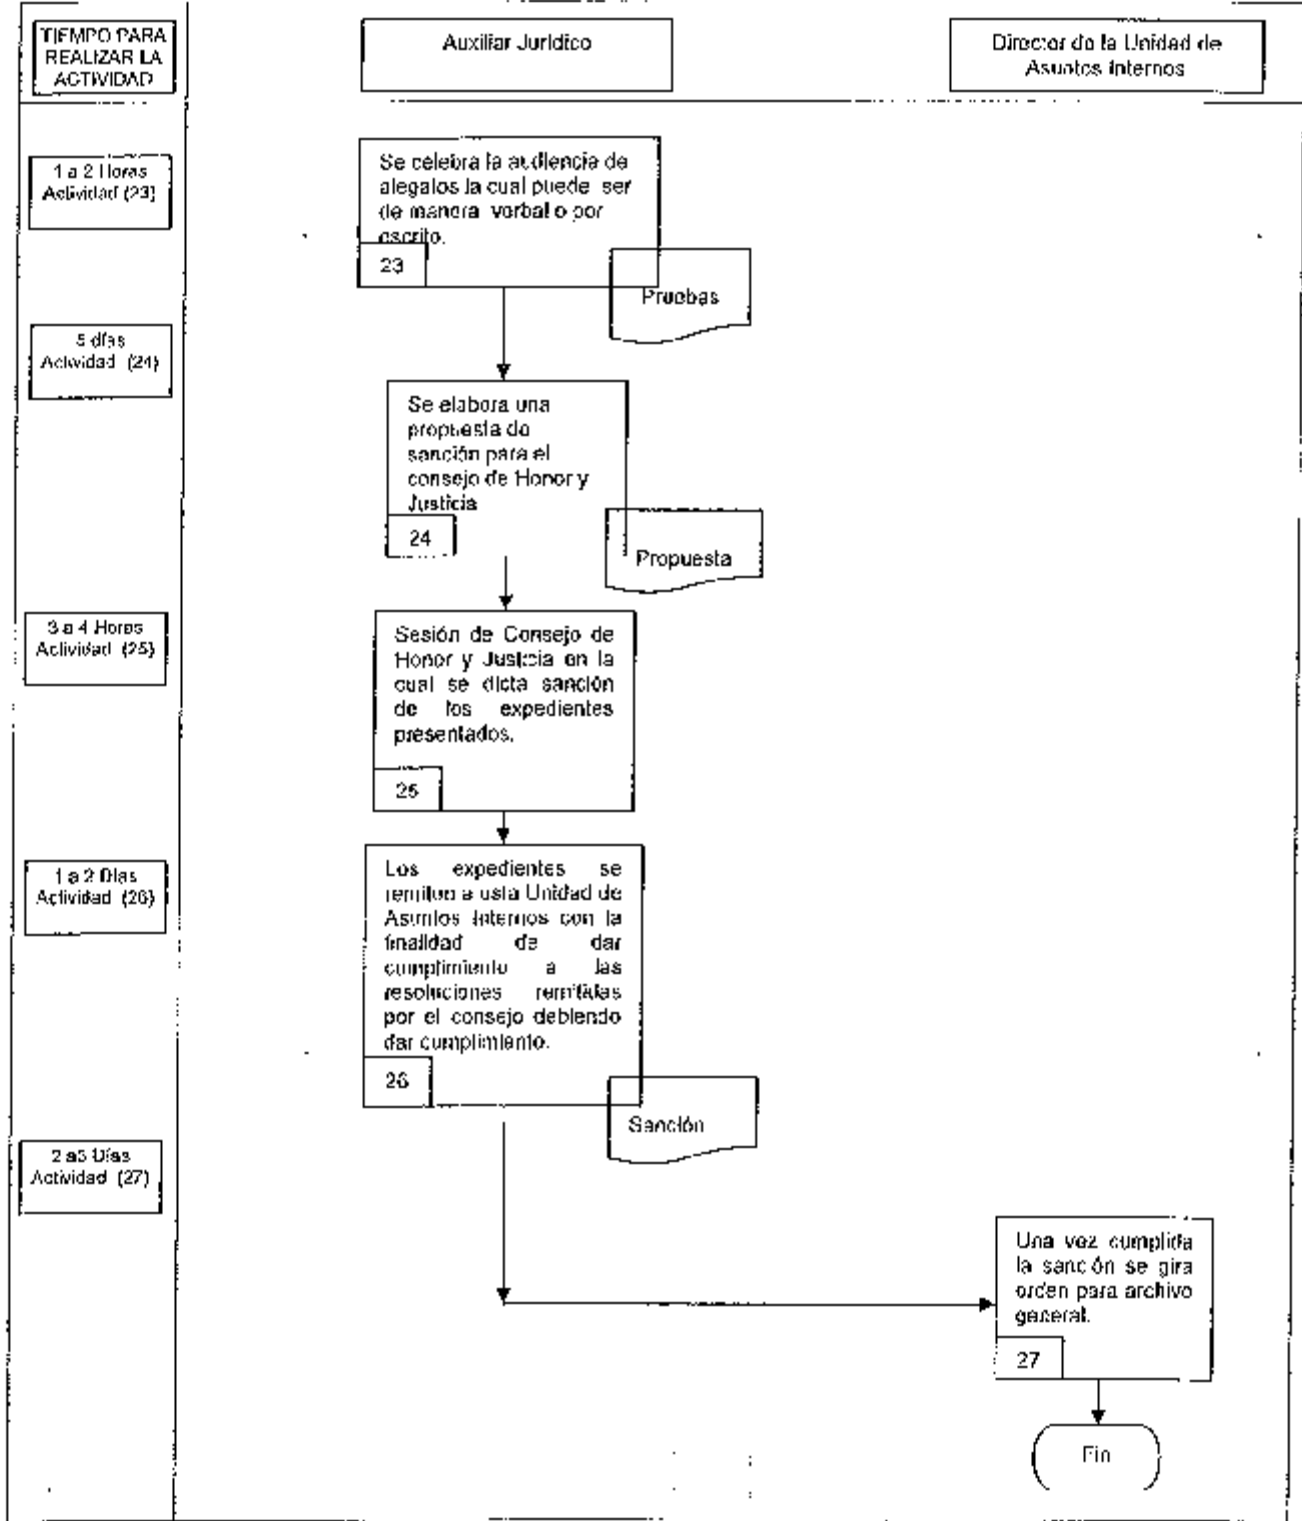 TIEMPO PARA
REALIZAR LA
ACTIVIDAD
Auxiliar Jurídico
Director de la Unidad de
Asuntos Internos
1 a 2 Horas
Actividad (23)
Se celebra la audiencia de
alegatos la cual puede ser
de manera verbal o por
escrito.
23
Pruebas
5 días
Actividad (24)
Se elabora una
propuesta de
sanción para el
consejo de Honor y
Justicia
24
Propuesta
3 a 4 Horas
Actividad (25)
Sesión de Consejo de
Honor y Justicia en la
cual se dicta sanción
de los expedientes
presentados.
25
1 a 2 Días
Actividad (26)
Los expedientes se
remiten a esta Unidad de
Asuntos Internos con la
finalidad de dar
cumplimiento a las
resoluciones remitidas
por el consejo debiendo
dar cumplimiento.
26
Sanción
2 a3 Días
Actividad (27)
Una vez cumplida
la sanción se gira
orden para archivo
general.
27
Fin